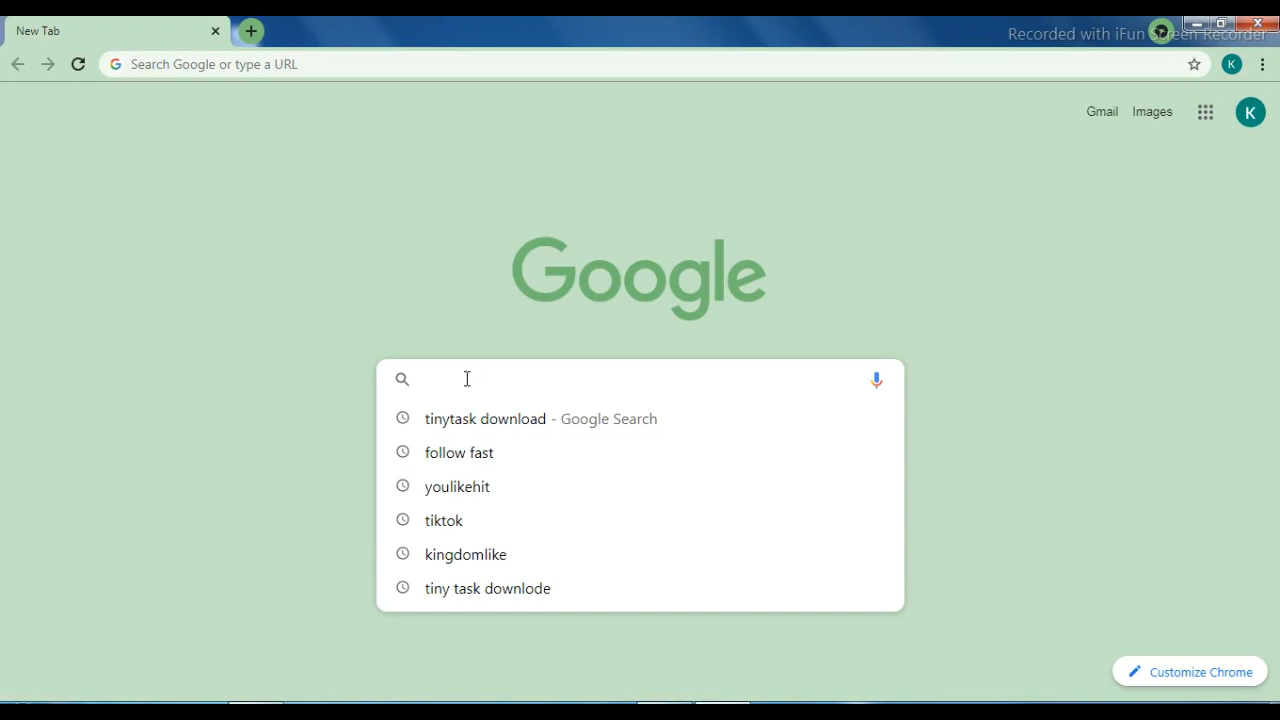 New Tab
Recorded with iFun Screen Recorder
Search Google or type a URL
K
Gmail Images
K
Google
tinytask download - Google Search
follow fast
youlikehit
tiktok
kingdomlike
tiny task downlode
Customize Chrome